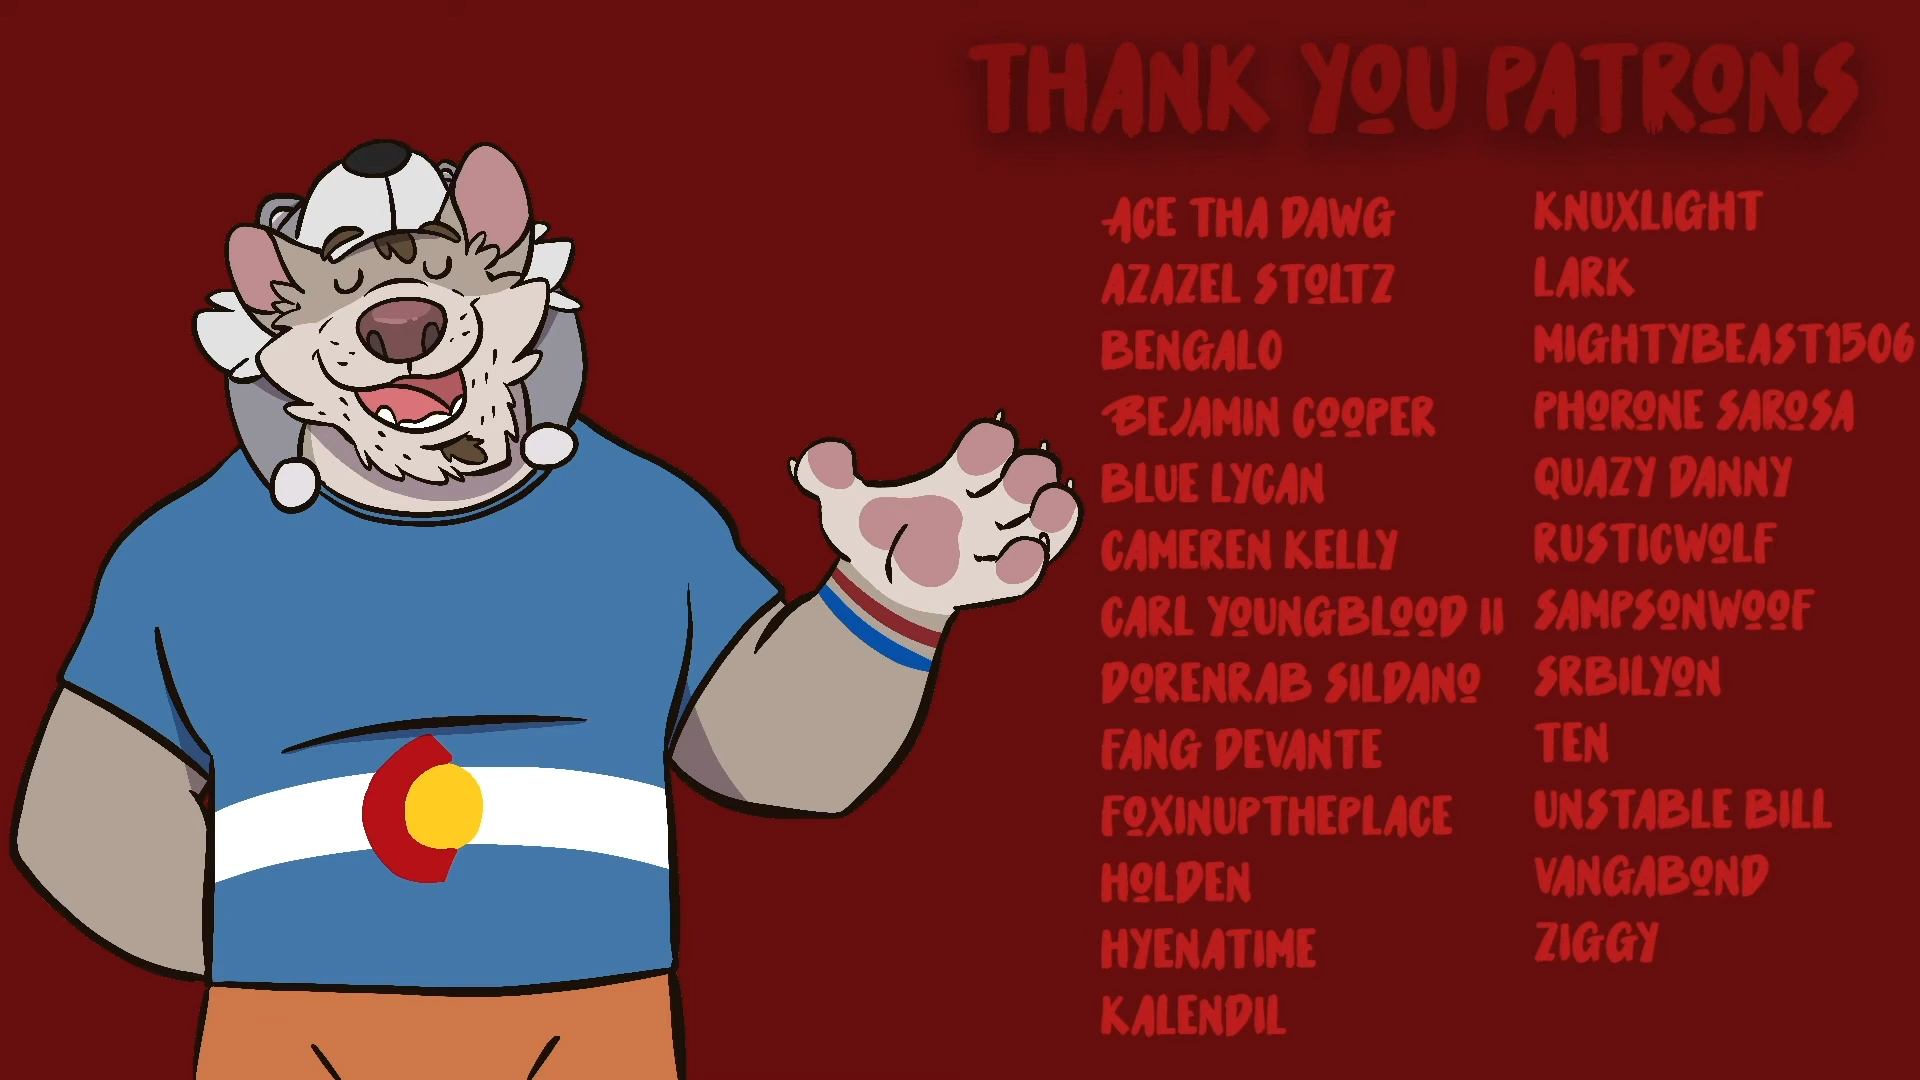 THANK YOU PATRONS
ACE THA DAWG
AZAZEL STOLTZ
BENGALO
BEJAMIN COOPER
BLUE LYCAN
CAMEREN KELLY
CARL YOUNGBLOOD II
DORENRAB SILDANO
FANG DEVANTE
FOXINUPTHEPLACE
HOLDEN
HYENATIME
KALENDIL
KNUXLIGHT
LARK
MIGHTYBEAST1506
PHORONE SAROSA
QUAZY DANNY
RUSTICWOLF
SAMPSONWOOF
SRBILYON
TEN
UNSTABLE BILL
VANGABOND
ZIGGY